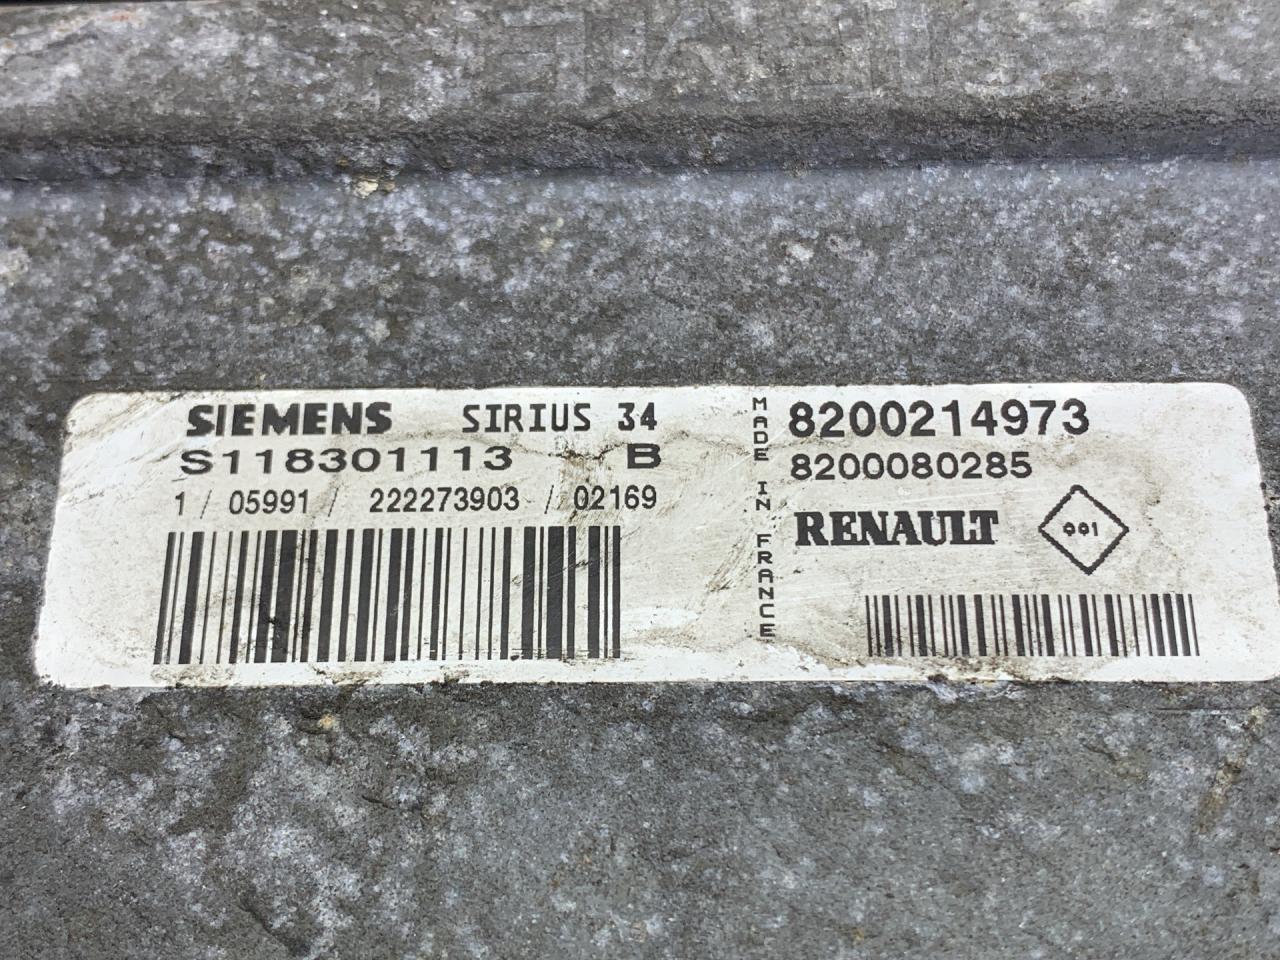 SIEMENS SIRIUS 34
S118301113 B
1 / 05991 / 222273903 / 02169
MADE IN FRANCE
8200214973
8200080285
RENAULT